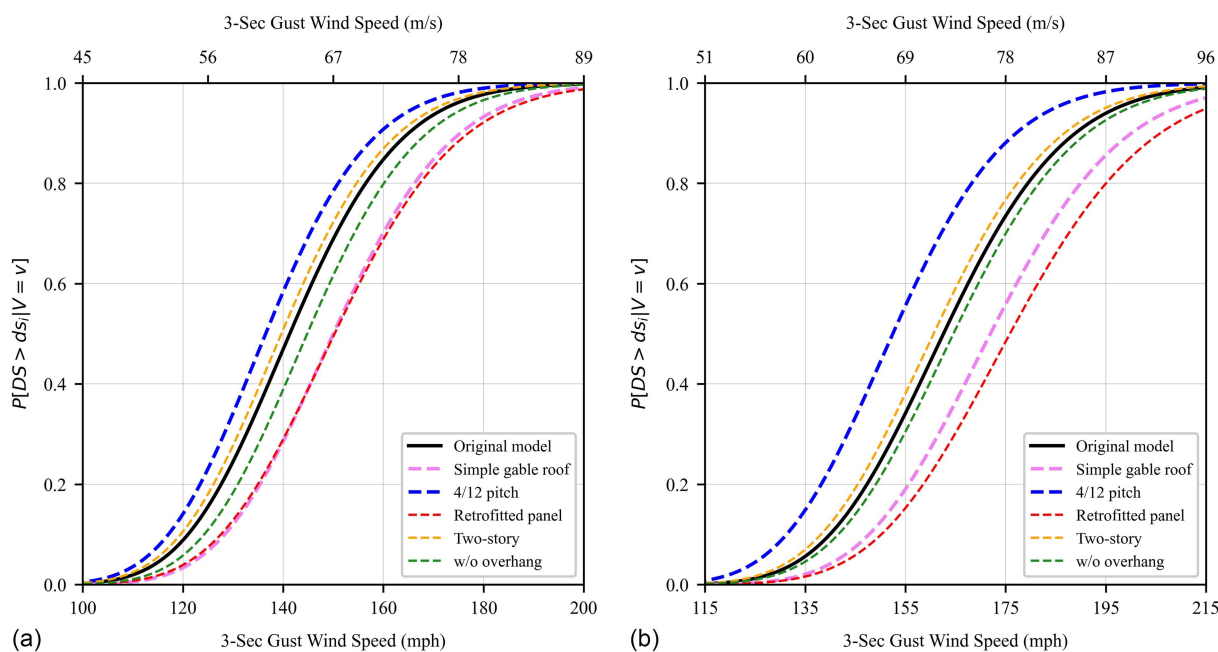 3-Sec Gust Wind Speed (m/s)
45 56 67 78 89
1.0
0.8
0.6
0.4
0.2
0.0
P[DS > ds_i|V = v]
Original model
Simple gable roof
4/12 pitch
Retrofitted panel
Two-story
w/o overhang
100 120 140 160 180 200
(a) 3-Sec Gust Wind Speed (mph)
3-Sec Gust Wind Speed (m/s)
51 60 69 78 87 96
1.0
0.8
0.6
0.4
0.2
0.0
P[DS > ds_i|V = v]
Original model
Simple gable roof
4/12 pitch
Retrofitted panel
Two-story
w/o overhang
115 135 155 175 195 215
(b) 3-Sec Gust Wind Speed (mph)